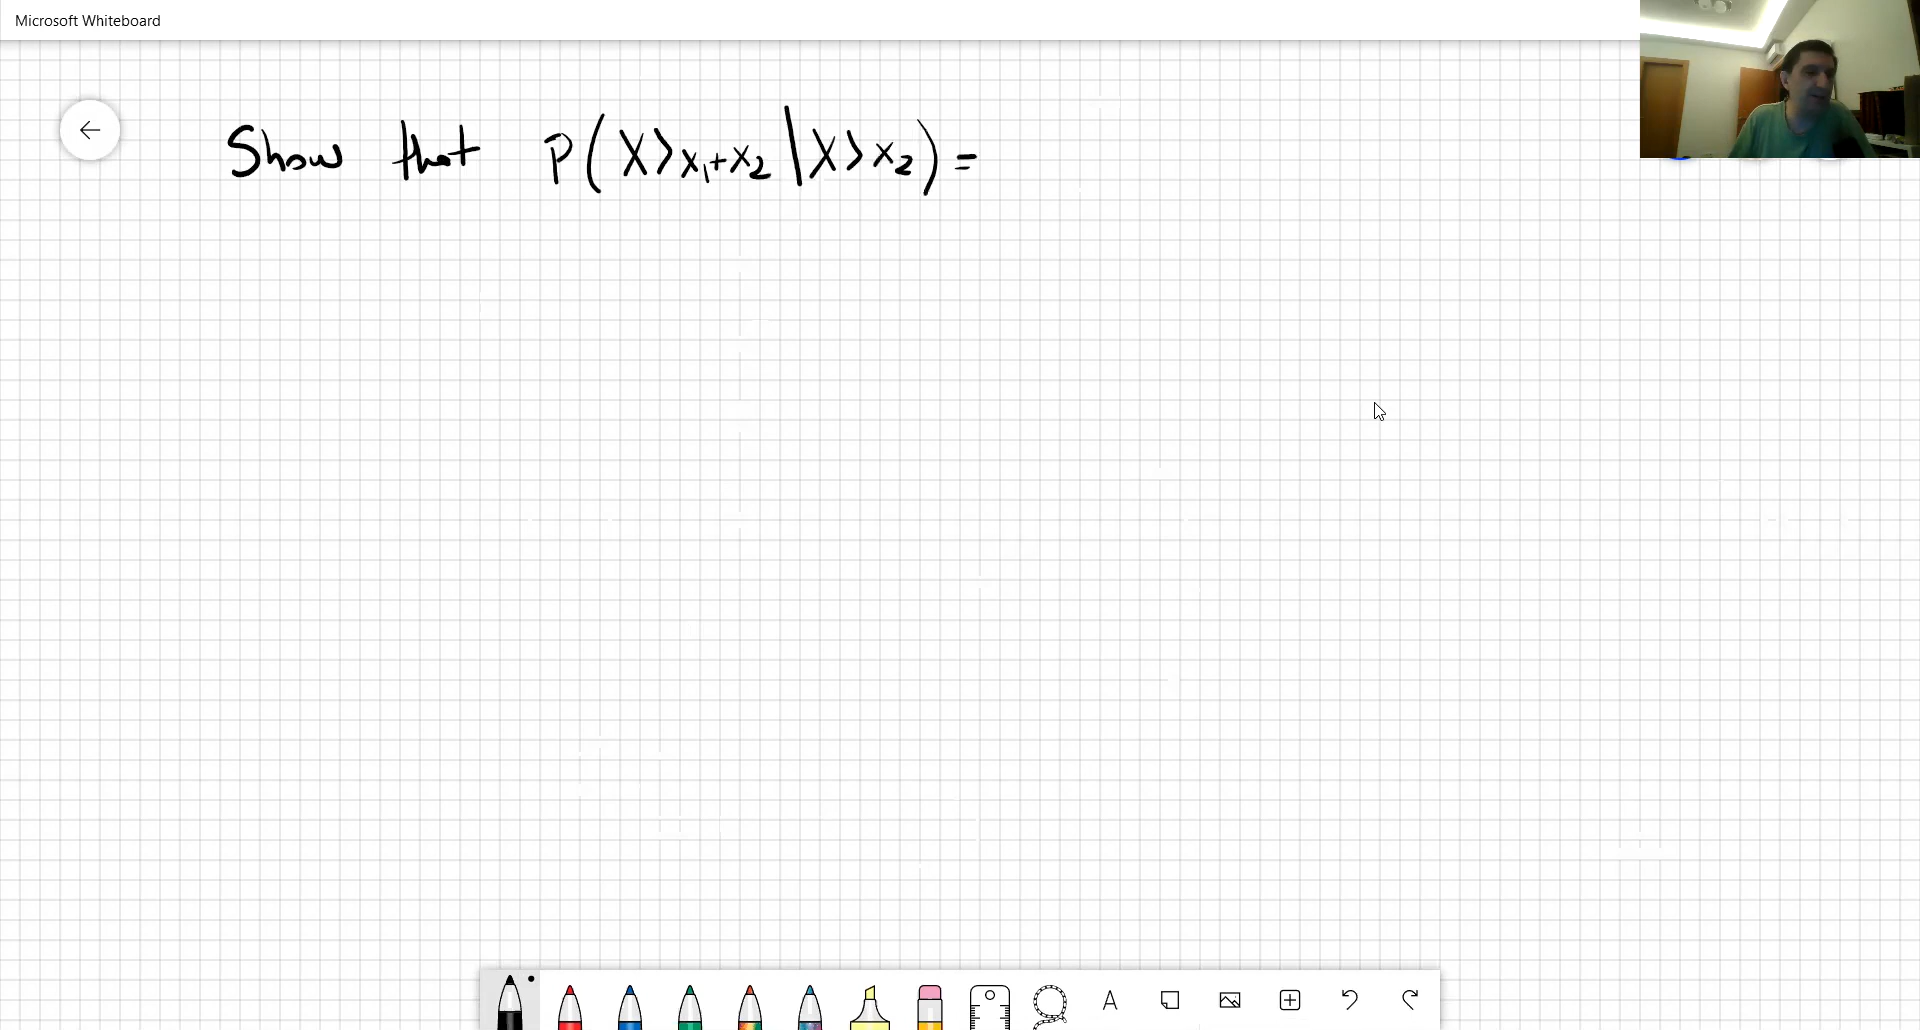 Microsoft Whiteboard
Show that P(X>x₁+x₂|X>x₂)=
A